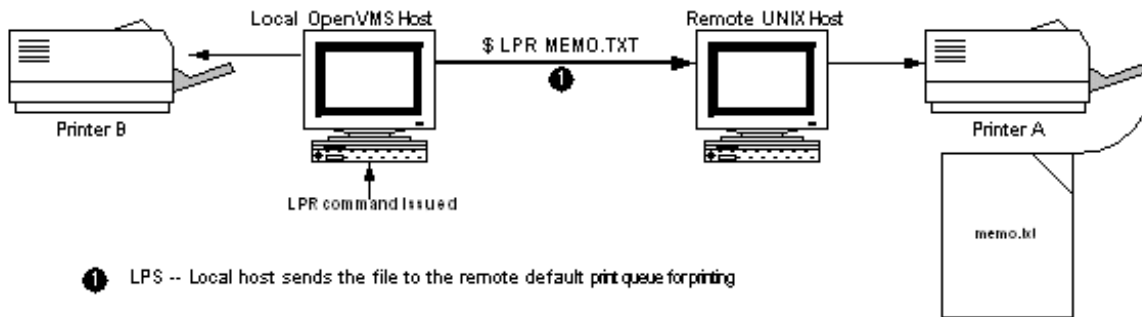 Local OpenVMS Host
Remote UNIX Host
$ LPR MEMO.TXT
1
Printer B
Printer A
LPR command issued
memo.txt
1 LPS -- Local host sends the file to the remote default print queue for printing